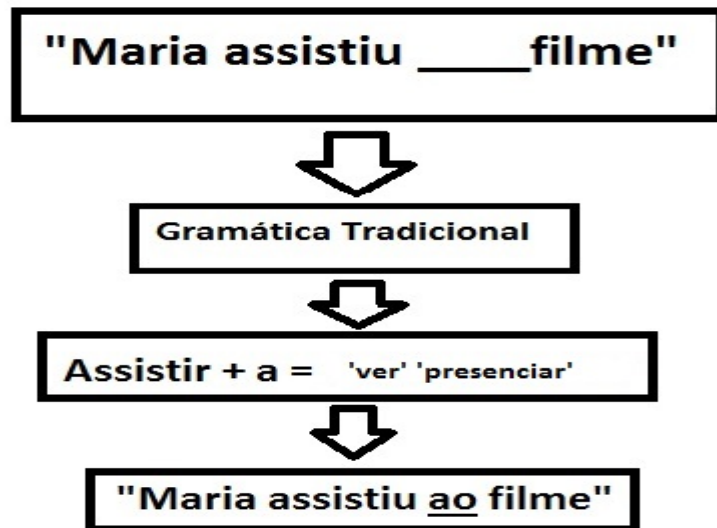 "Maria assistiu ____filme"
Gramática Tradicional
Assistir + a = 'ver' 'presenciar'
"Maria assistiu ao filme"